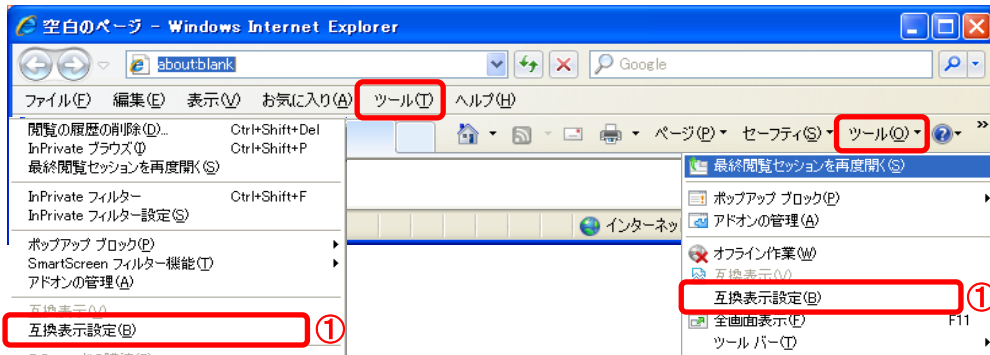 空白のページ - Windows Internet Explorer
about:blank
Google
ファイル(F) 編集(E) 表示(V) お気に入り(A) ツール(T) ヘルプ(H)
閲覧の履歴の削除(D)... Ctrl+Shift+Del
InPrivate ブラウズ(I) Ctrl+Shift+P
最終閲覧セッションを再度開く(S)
InPrivate フィルター Ctrl+Shift+F
InPrivate フィルター設定(S)
ポップアップ ブロック(P)
SmartScreen フィルター機能(T)
アドオンの管理(A)
互換表示(V)
互換表示設定(B) ①
ページ(P) セーフティ(S) ツール(O) »
インターネッ
最終閲覧セッションを再度開く(S)
ポップアップ ブロック(P)
アドオンの管理(A)
オフライン作業(W)
互換表示(V)
互換表示設定(B) ①
全画面表示(F) F11
ツール バー(T)